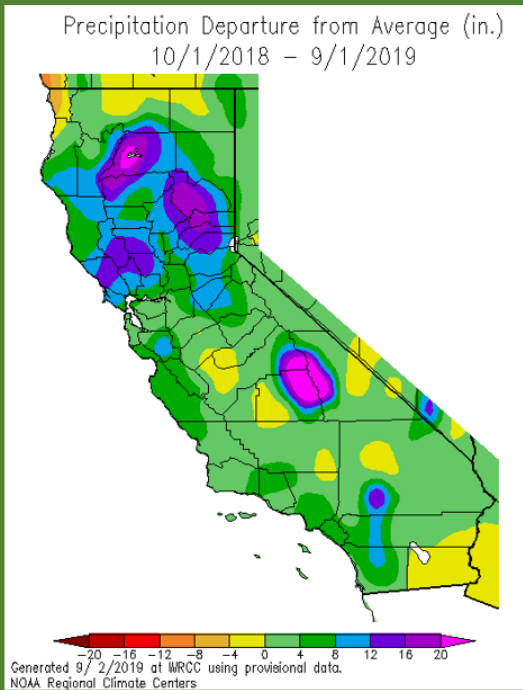 Precipitation Departure from Average (in.)
10/1/2018 – 9/1/2019
-20 -16 -12 -8 -4 0 4 8 12 16 20
Generated 9/ 2/2019 at WRCC using provisional data.
NOAA Regional Climate Centers